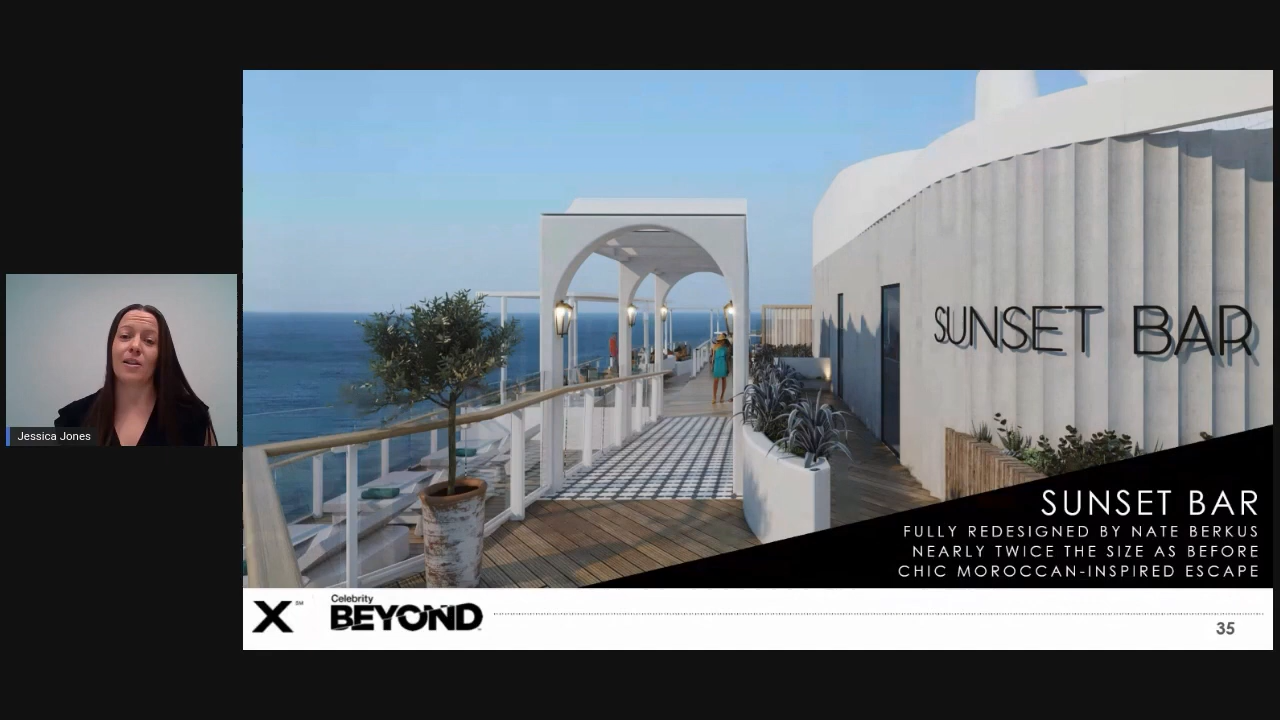 Jessica Jones
SUNSET BAR
SUNSET BAR
FULLY REDESIGNED BY NATE BERKUS
NEARLY TWICE THE SIZE AS BEFORE
CHIC MOROCCAN-INSPIRED ESCAPE
X SM
Celebrity
BEYOND
35